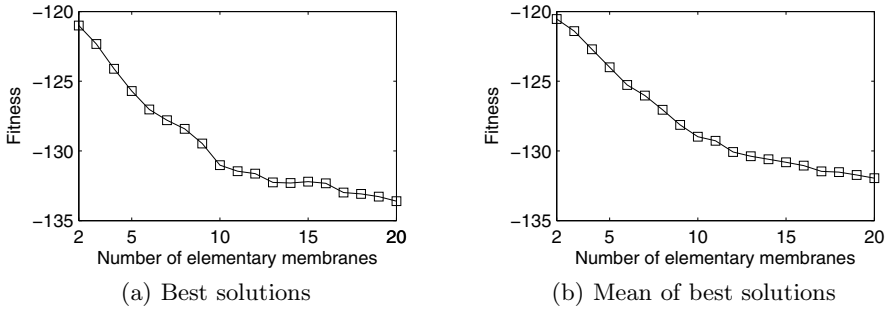 −120
−125
−130
−135
Fitness
2 5 10 15 20
Number of elementary membranes
(a) Best solutions
−120
−125
−130
−135
Fitness
2 5 10 15 20
Number of elementary membranes
(b) Mean of best solutions